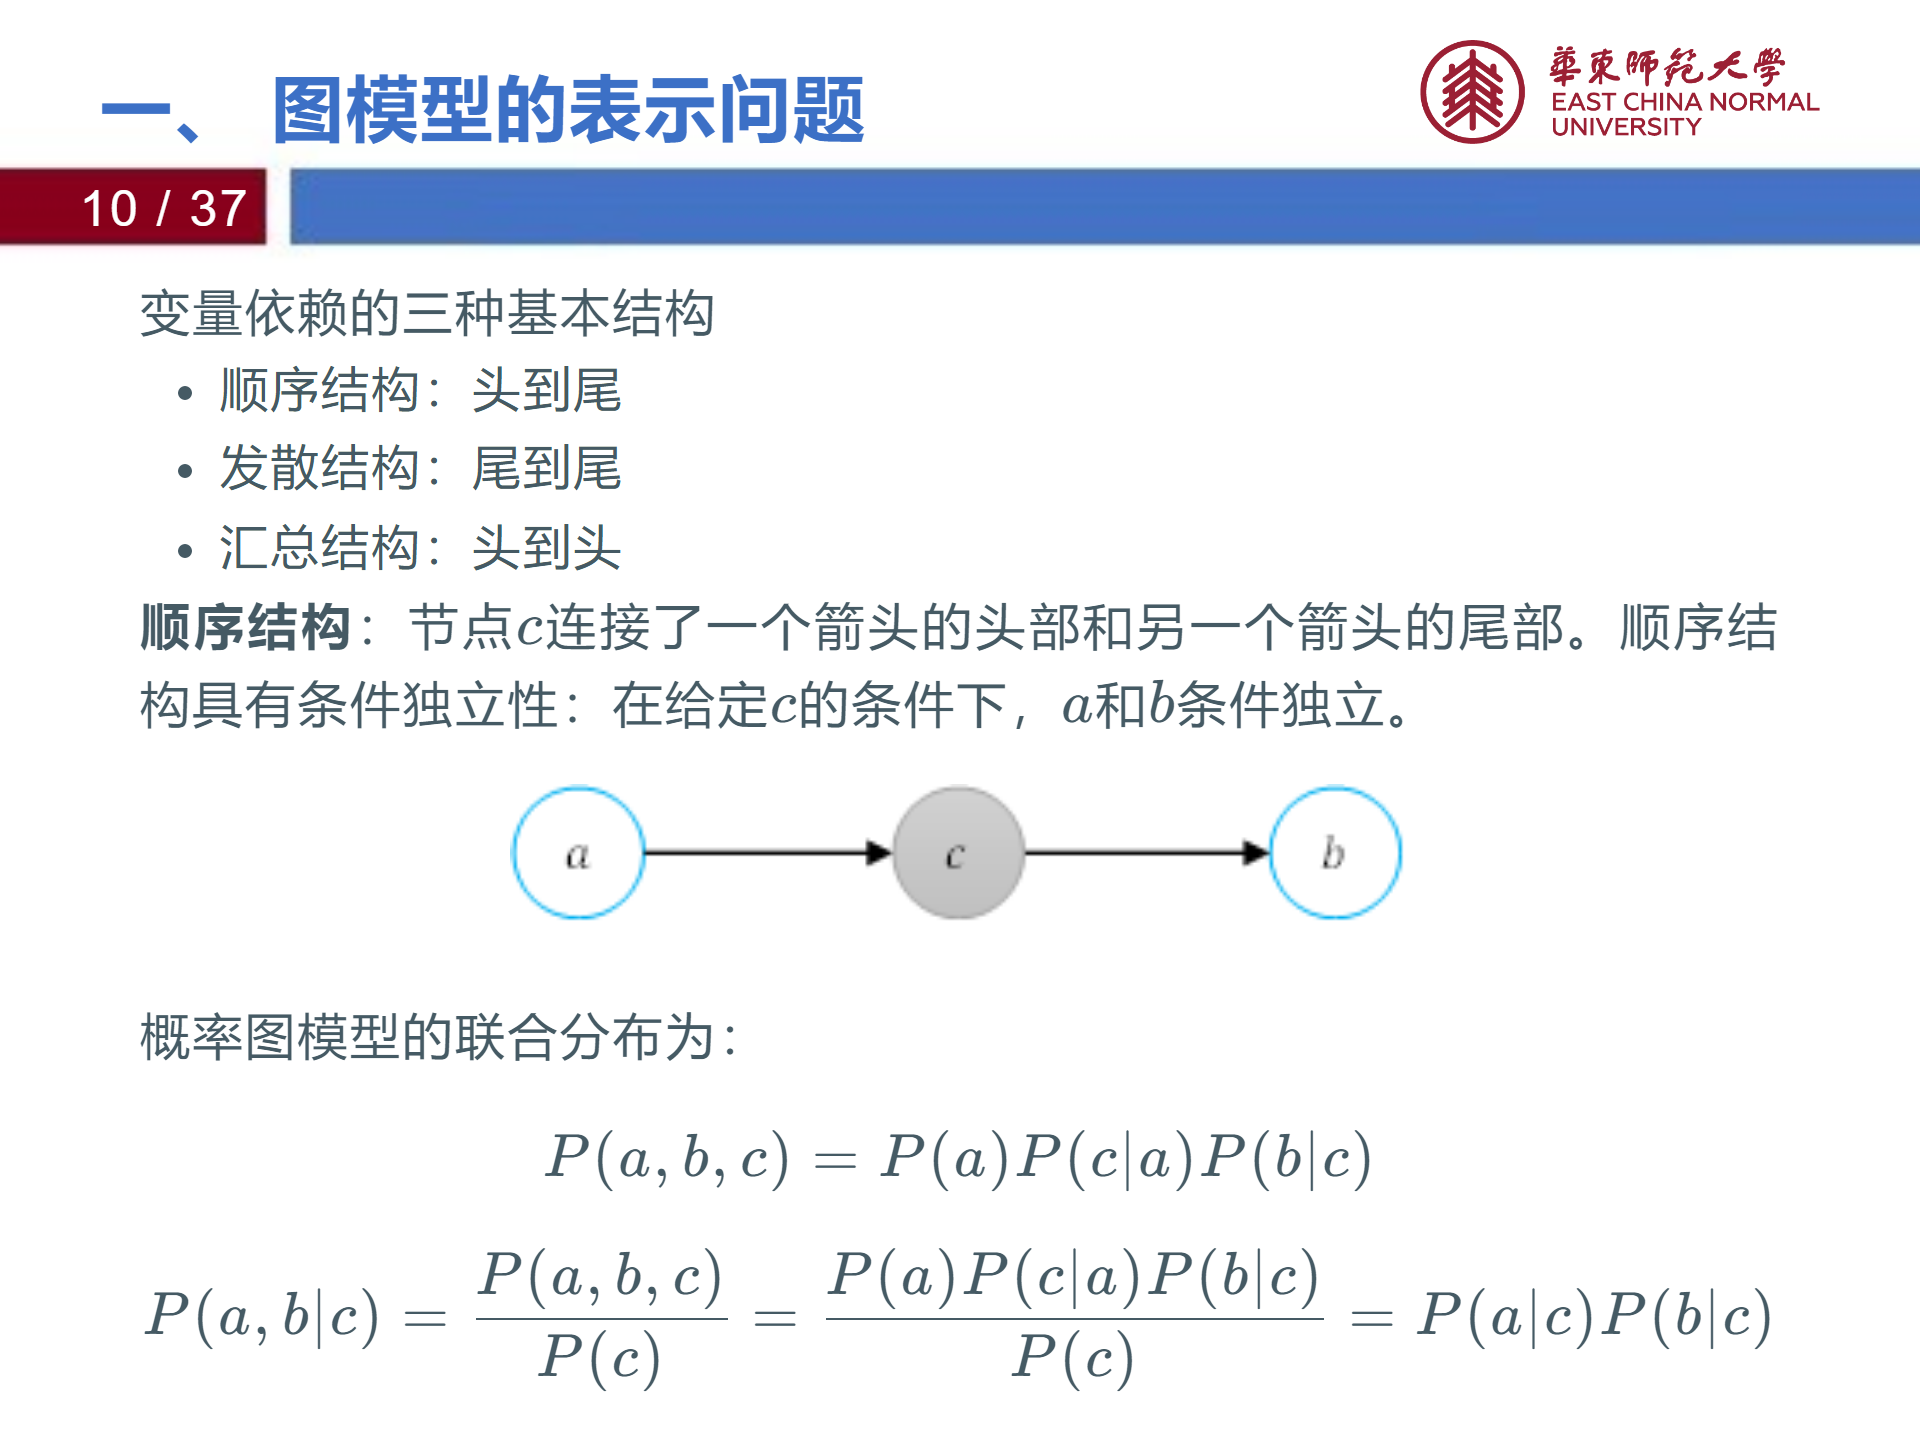 一、 图模型的表示问题
華東師範大學
EAST CHINA NORMAL
UNIVERSITY
10 / 37
变量依赖的三种基本结构
• 顺序结构：头到尾
• 发散结构：尾到尾
• 汇总结构：头到头
顺序结构：节点c连接了一个箭头的头部和另一个箭头的尾部。顺序结
构具有条件独立性：在给定c的条件下，a和b条件独立。
a c b
概率图模型的联合分布为：
P(a, b, c) = P(a)P(c|a)P(b|c)
P(a, b|c) = P(a, b, c) / P(c) = P(a)P(c|a)P(b|c) / P(c) = P(a|c)P(b|c)